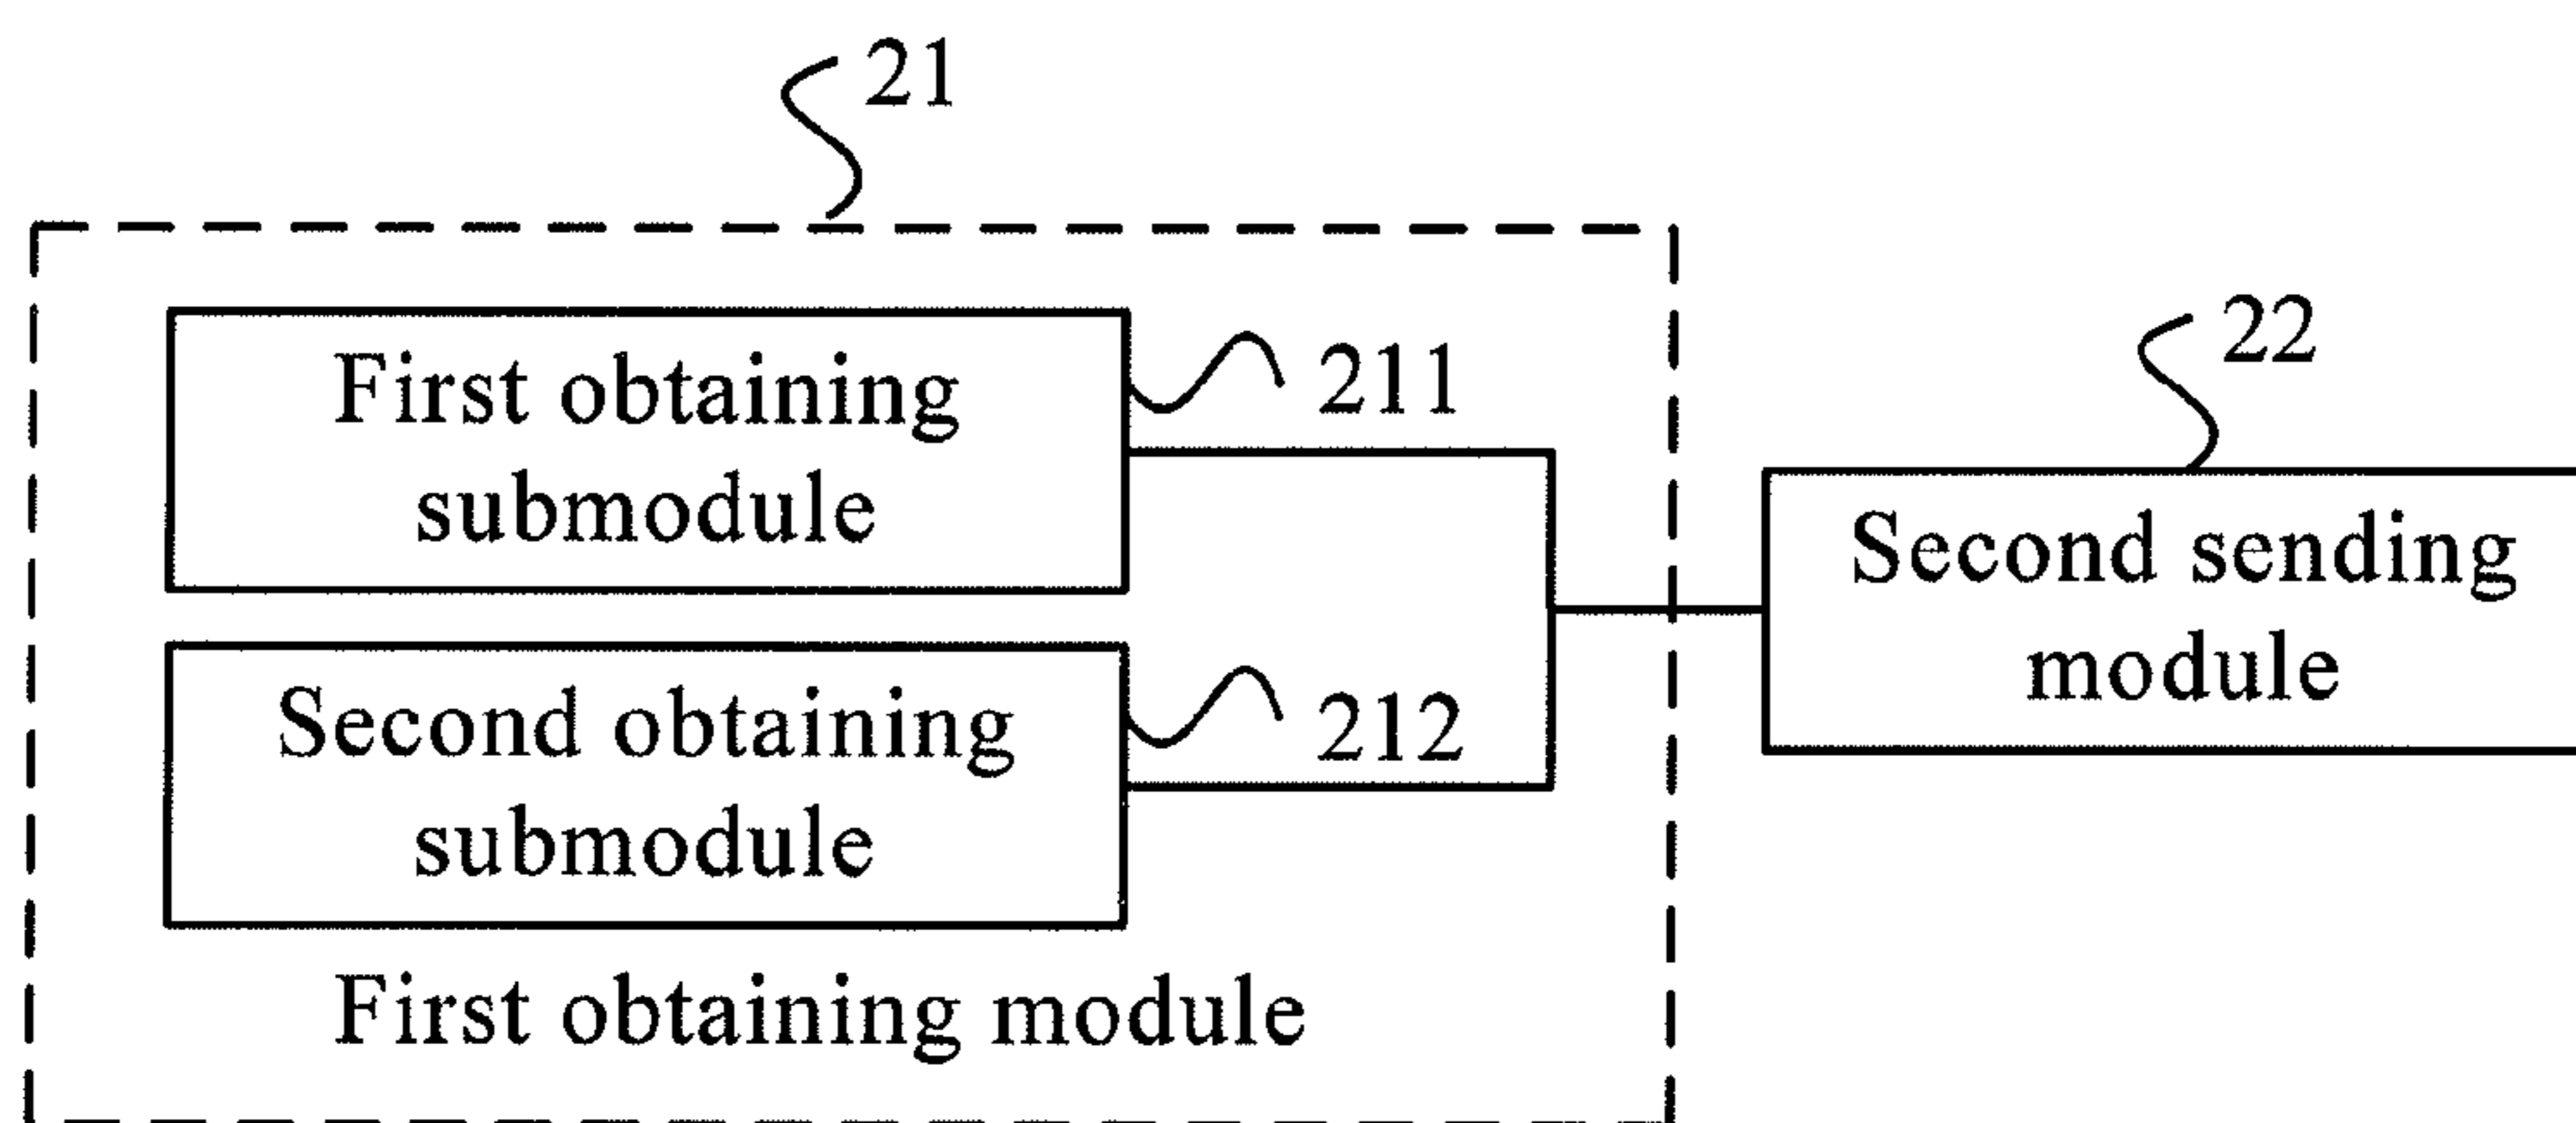 21
First obtaining
submodule
211
22
Second sending
module
Second obtaining
submodule
212
First obtaining module